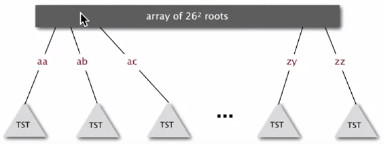 array of 26² roots
aa ab ac zy zz
TST TST TST ... TST TST